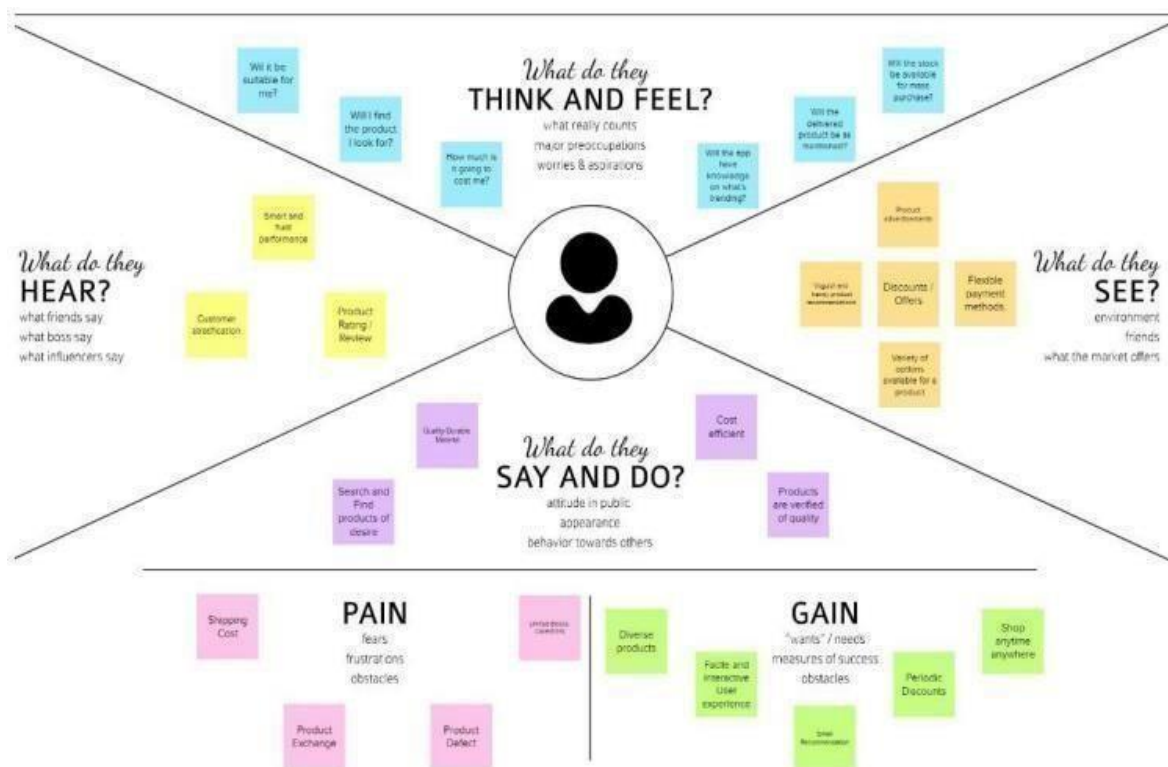 What do they
THINK AND FEEL?
what really counts
major preoccupations
worries & aspirations
Will it be
suitable for
me?
Will I find
the product
I look for?
How much is
it going to
cost me?
Will the app
have
knowledge
on what's
trending?
Will the
delivered
product be as
Will the stock
be available
for mass
purchase?
What do they
HEAR?
what friends say
what boss say
what influencers say
Smart and
performance
Customer
Product
Rating /
Review
What do they
SEE?
environment
friends
what the market offers
Product
advertisements
product
Discounts /
Offers
Flexible
payment
methods
Variety of
options
available for a
product
What do they
SAY AND DO?
attitude in public
appearance
behavior towards others
Quality Durable
Material
Search and
Find
products of
desire
Cost
efficient
Products
are verified
of quality
PAIN
fears
frustrations
obstacles
Shipping
Cost
Product
Exchange
Product
Defect
GAIN
"wants" / needs
measures of success
obstacles
Diverse
products
Facile and
Interactive
User
experience
Recommendation
Periodic
Discounts
Shop
anytime
anywhere